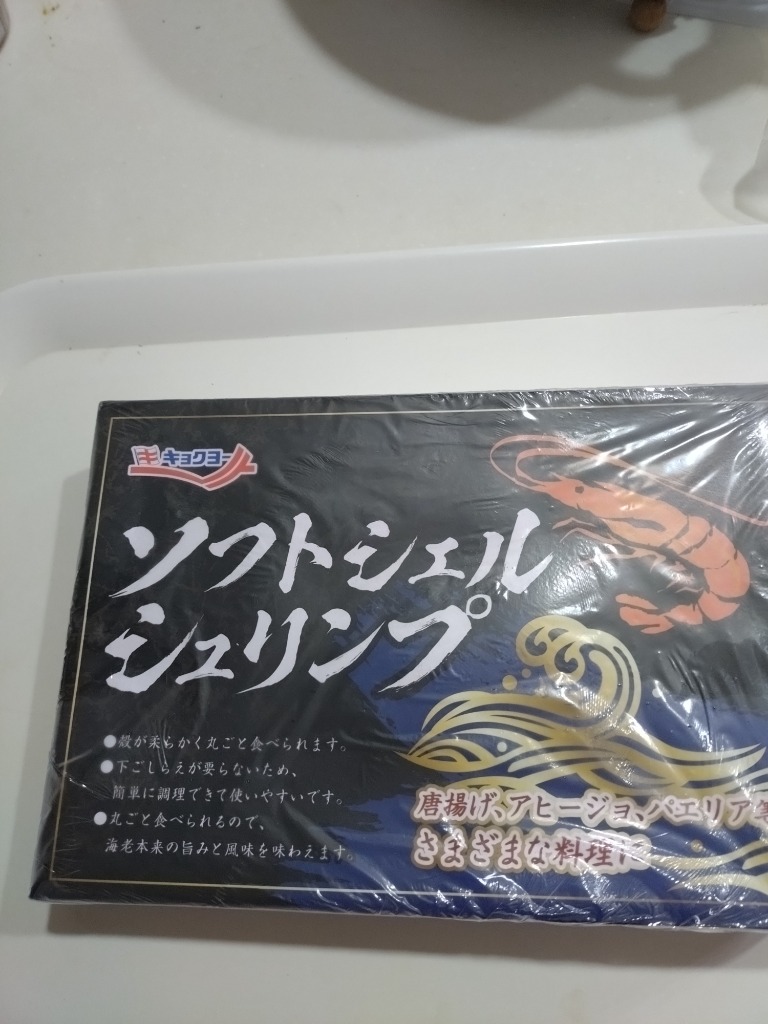 キョクヨー
ソフトシェル
シュリンプ
●殻が柔らかく丸ごと食べられます。
●下ごしらえが要らないため、
簡単に調理できて使いやすいです。
●丸ごと食べられるので、
海老本来の旨みと風味を味わえます。
唐揚げ、アヒージョ、パエリア等
さまざまな料理に